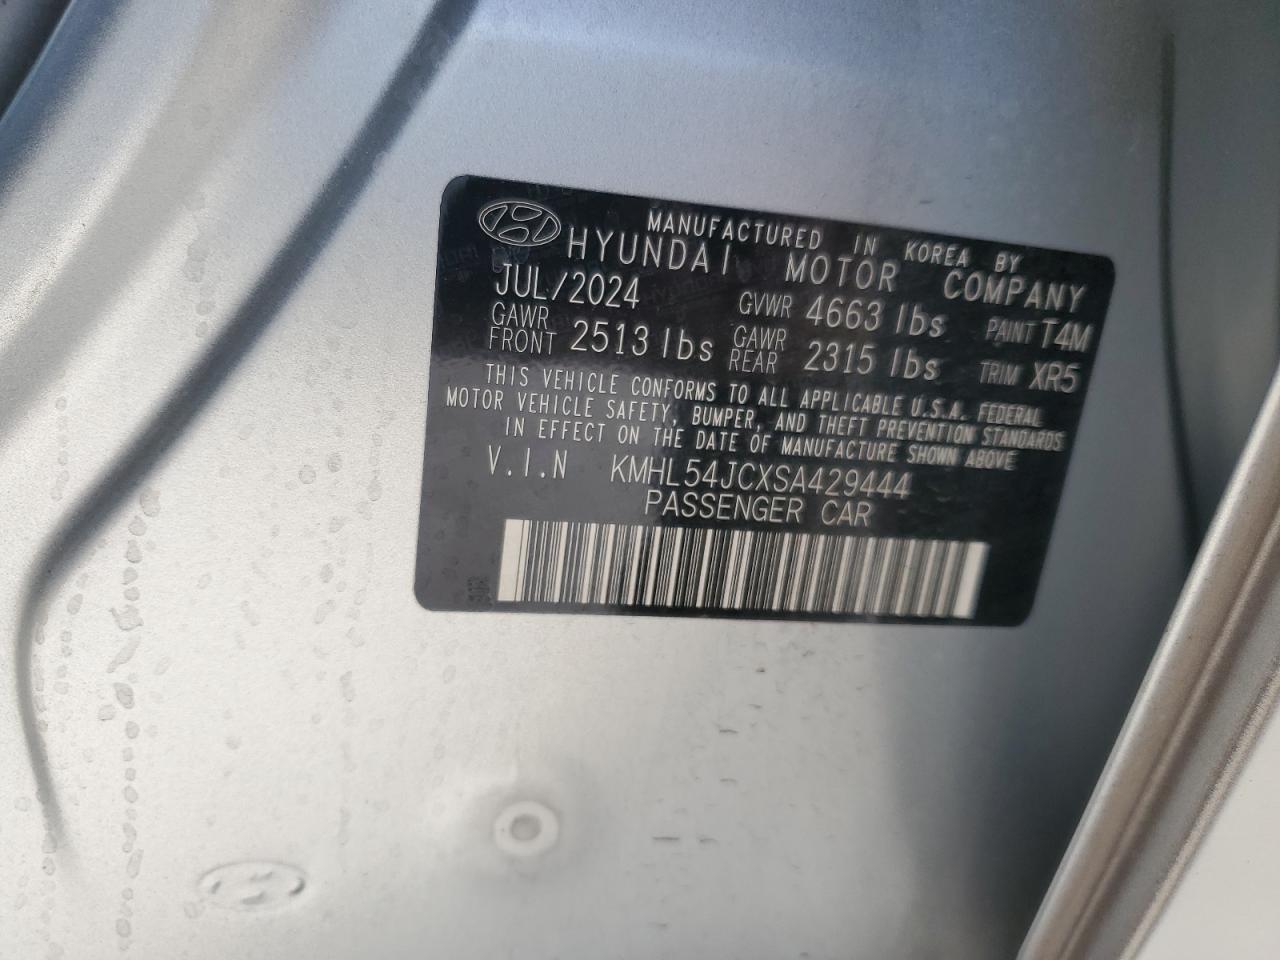 MANUFACTURED IN KOREA BY
HYUNDAI MOTOR COMPANY
JUL/2024 GVWR 4663 lbs PAINT T4M
GAWR FRONT 2513 lbs GAWR REAR 2315 lbs TRIM XR5
THIS VEHICLE CONFORMS TO ALL APPLICABLE U.S.A. FEDERAL
MOTOR VEHICLE SAFETY, BUMPER, AND THEFT PREVENTION STANDARDS
IN EFFECT ON THE DATE OF MANUFACTURE SHOWN ABOVE
V.I.N KMHL54JCXSA429444
PASSENGER CAR